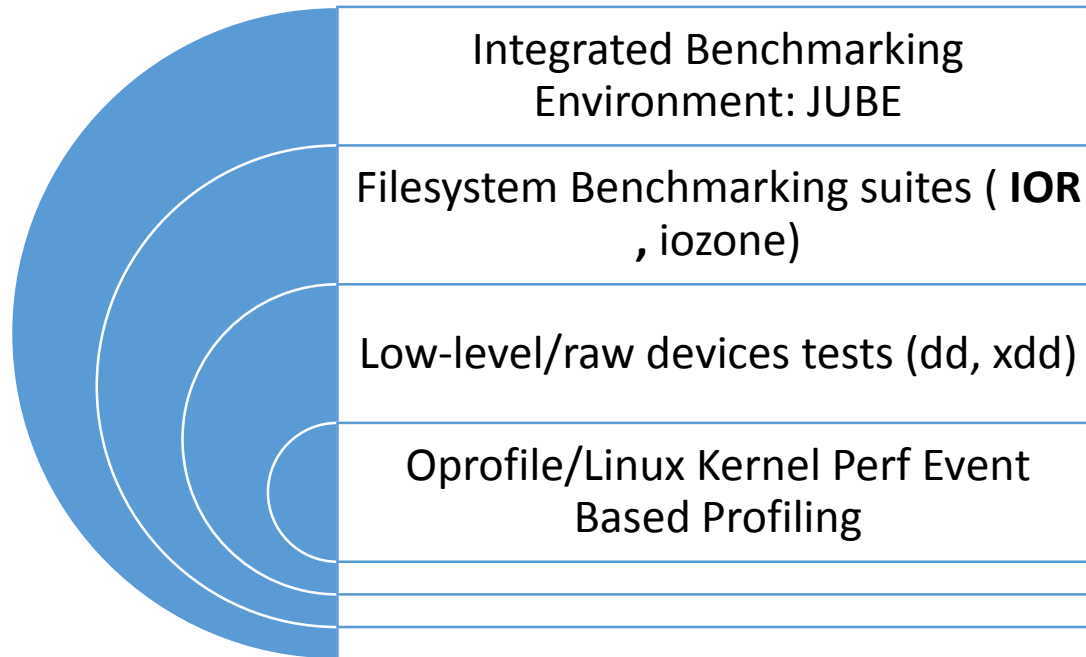 Integrated Benchmarking
Environment: JUBE
Filesystem Benchmarking suites ( IOR
, iozone)
Low-level/raw devices tests (dd, xdd)
Oprofile/Linux Kernel Perf Event
Based Profiling